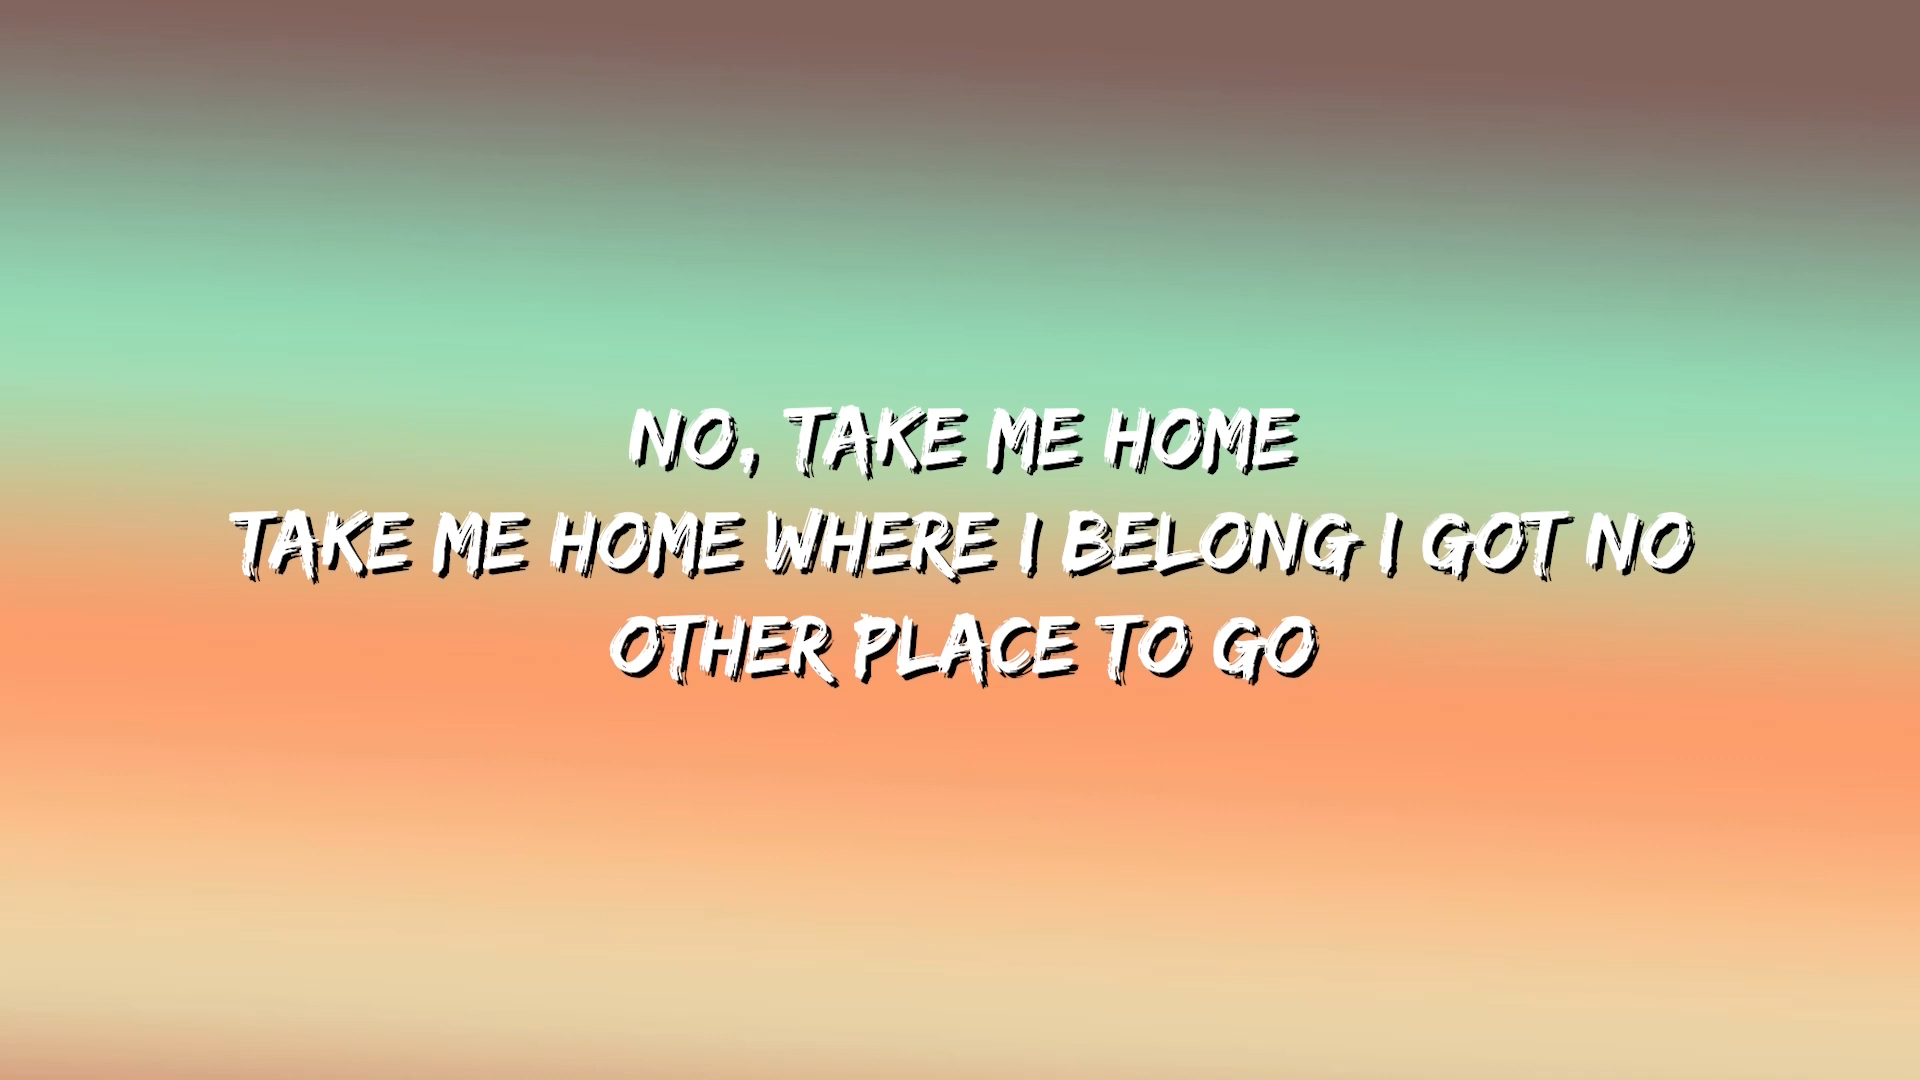 NO, TAKE ME HOME
TAKE ME HOME WHERE I BELONG I GOT NO
OTHER PLACE TO GO